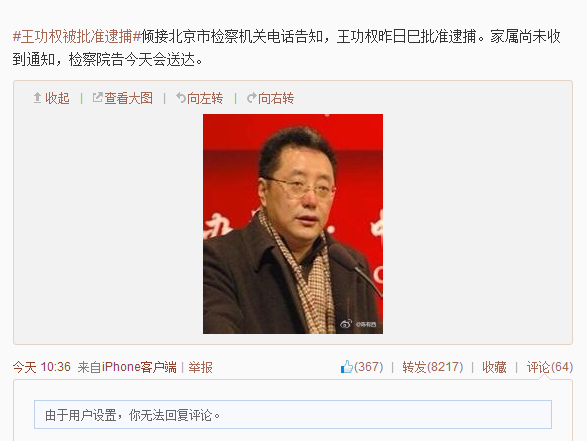 #王功权被批准逮捕#倾接北京市检察机关电话告知，王功权昨日已批准逮捕。家属尚未收
到通知，检察院告今天会送达。
收起 | 查看大图 | 向左转 | 向右转
@陈有西
今天 10:36 来自iPhone客户端 | 举报 (367) | 转发(8217) | 收藏 | 评论(64)
由于用户设置，你无法回复评论。